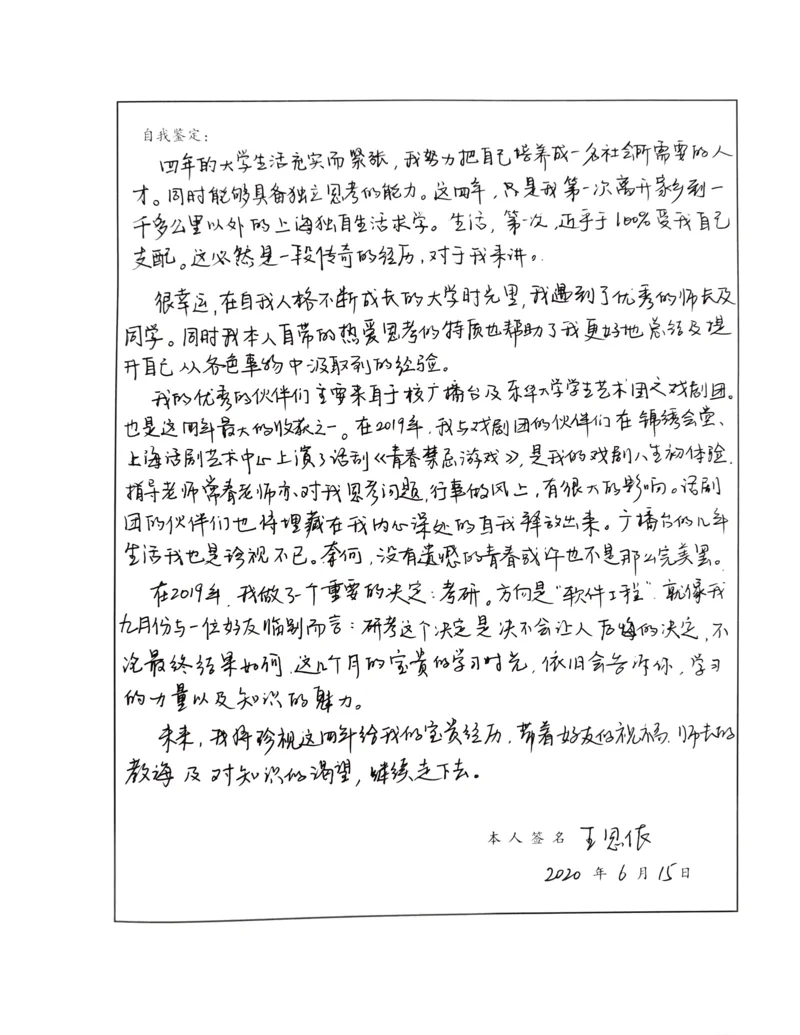 自我鉴定：
四年的大学生活充实而紧张，我努力把自己培养成一名社会所需要的人
才。同时能够具备独立思考的能力。这四年，只是我第一次离开家乡到一
千多公里以外的上海独自生活求学。生活，第一次，近乎于100%受我自己
支配。这必然是一段传奇的经历，对于我来讲。
很幸运，在自我人格不断成长的大学时光里，我遇到了优秀的师长及
同学。同时我本人自带的热爱思考的特质也帮助了我更好地总结及提
升自己从各色事物中汲取到的经验。
我的优秀的伙伴们主要来自于校广播台及东华大学学生艺术团之戏剧团。
也是这四年最大的收获之一。在2019年，我与戏剧团的伙伴们在锦绣会堂、
上海话剧艺术中心上演了话剧《青春禁忌游戏》，是我的戏剧人生初体验。
指导老师常春老师亦对我思考问题，行事的风上，有很大的影响。话剧
团的伙伴们也将埋藏在我内心深处的自我释放出来。广播台的几年
生活我也是珍视不已。奈何，没有遗憾的青春或许也不是那么完美罢。
在2019年，我做了一个重要的决定：考研。方向是“软件工程”。就像我
九月份与一位好友临别而言：研考这个决定是决不会让人后悔的决定，不
论最终结果如何，这几个月的宝贵的学习时光，依旧会告诉你，学习
的力量以及知识的魅力。
未来，我将珍视这四年给我的宝贵经历，带着好友的祝福、师长的
教诲及对知识的渴望，继续走下去。
本人签名 王思依
2020 年 6 月 15 日